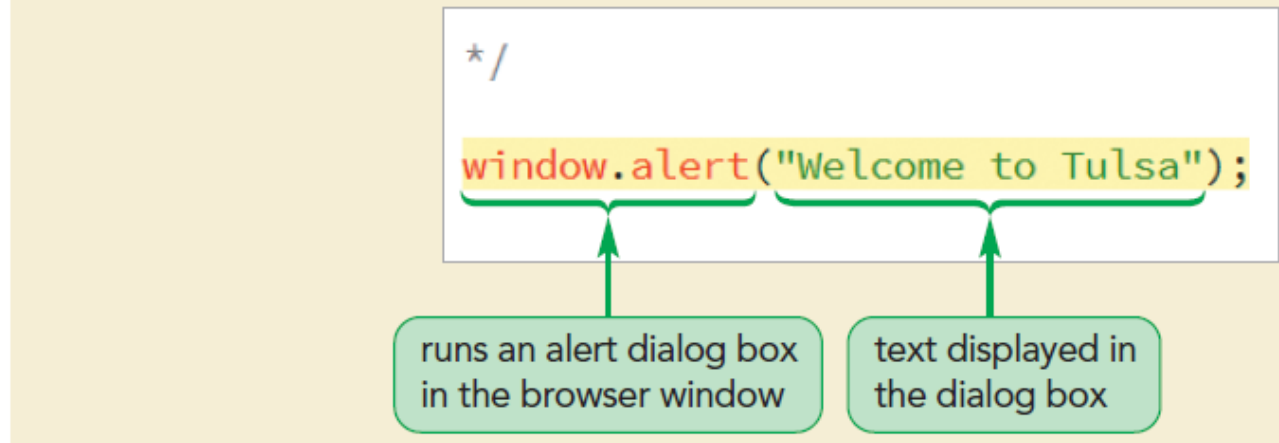 */
window.alert("Welcome to Tulsa");
runs an alert dialog box
in the browser window
text displayed in
the dialog box